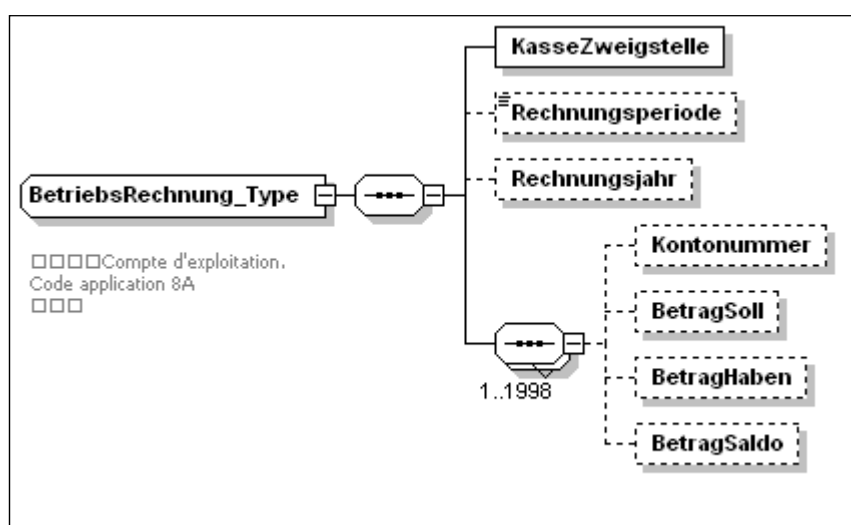 KasseZweigstelle
Rechnungsperiode
Rechnungsjahr
BetriebsRechnung_Type
Compte d'exploitation.
Code application 8A
Kontonummer
BetragSoll
BetragHaben
BetragSaldo
1..1998